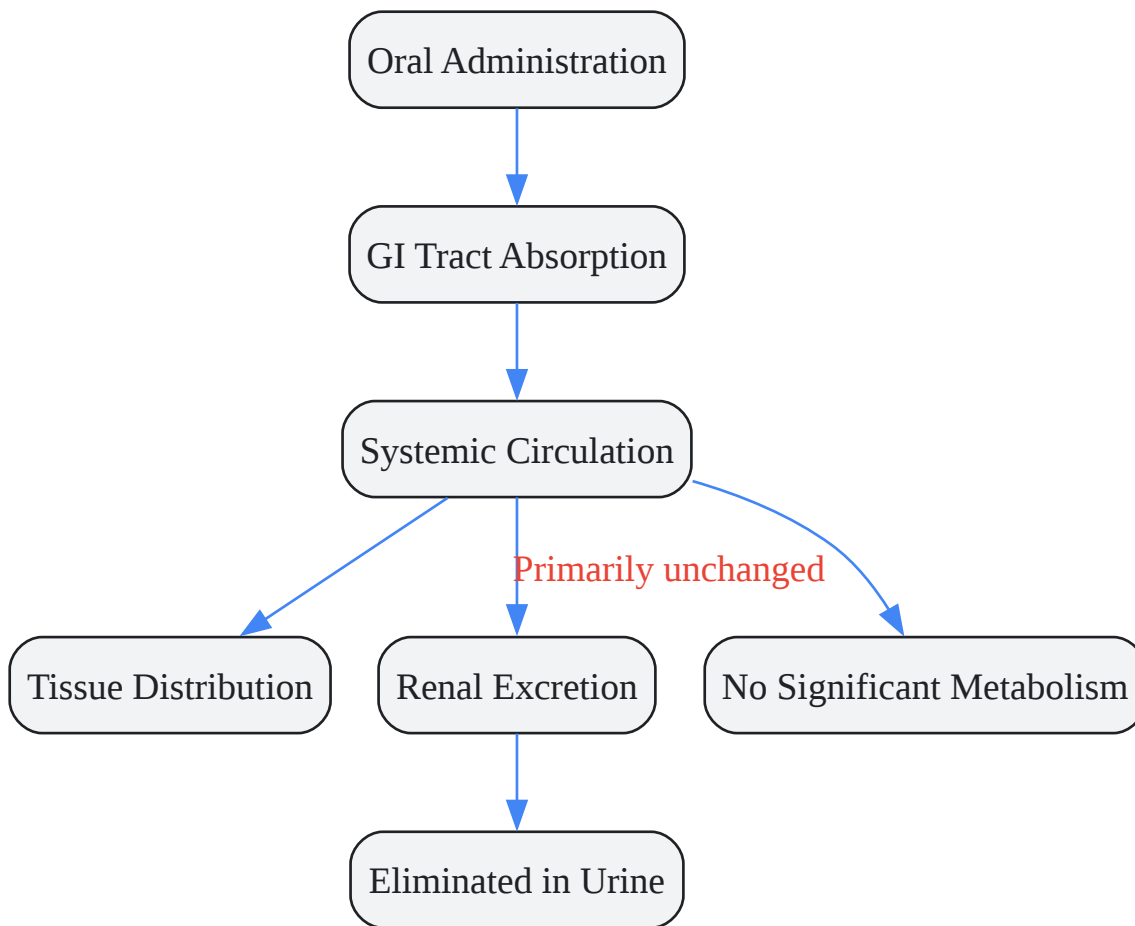 Oral Administration
GI Tract Absorption
Systemic Circulation
Primarily unchanged
Tissue Distribution
Renal Excretion
No Significant Metabolism
Eliminated in Urine